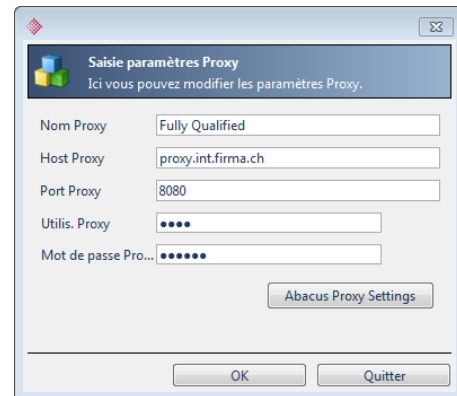 Saisie paramètres Proxy
Ici vous pouvez modifier les paramètres Proxy.
Nom Proxy Fully Qualified
Host Proxy proxy.int.firma.ch
Port Proxy 8080
Utilis. Proxy ••••
Mot de passe Pro... ••••••
Abacus Proxy Settings
OK Quitter